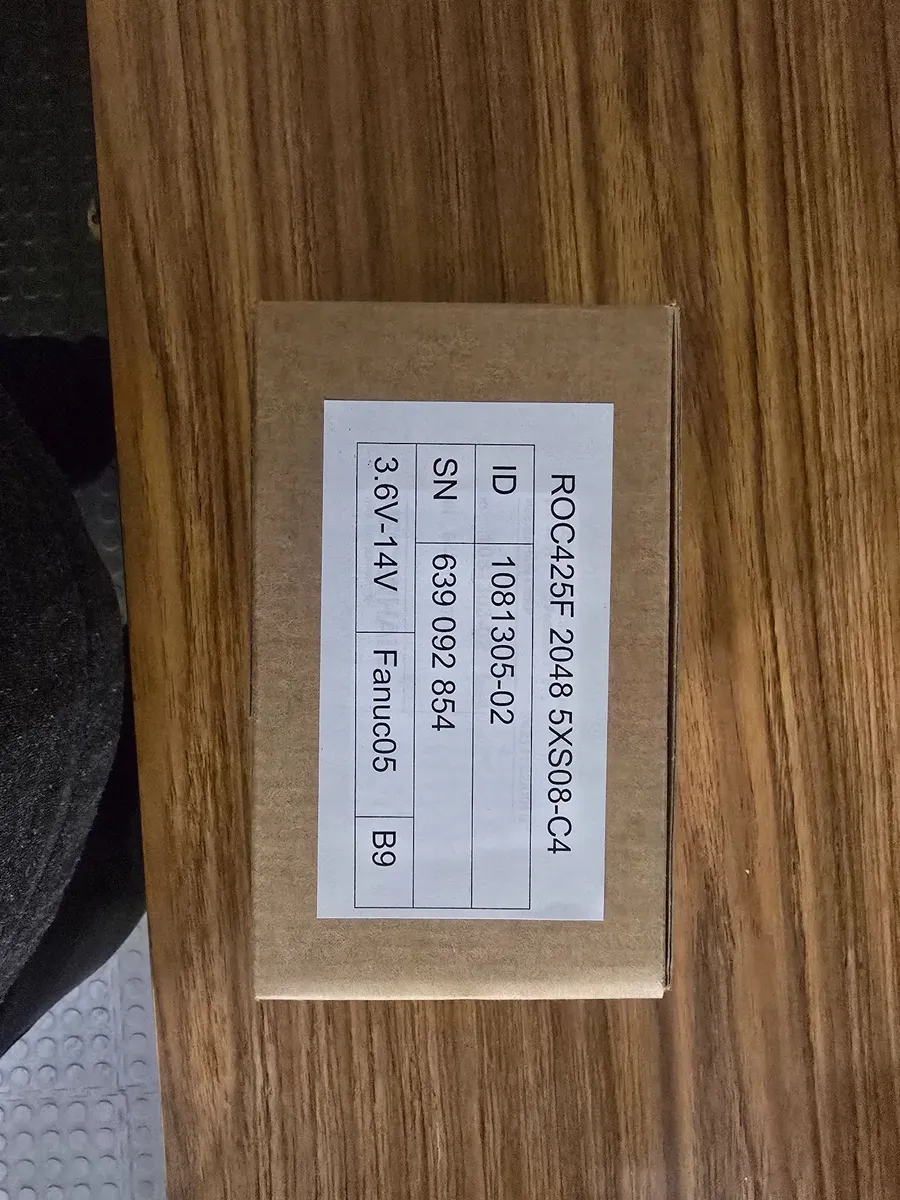 ROC425F 2048 5XS08-C4
ID 1081305-02
SN 639 092 854
3.6V-14V Fanuc05 B9